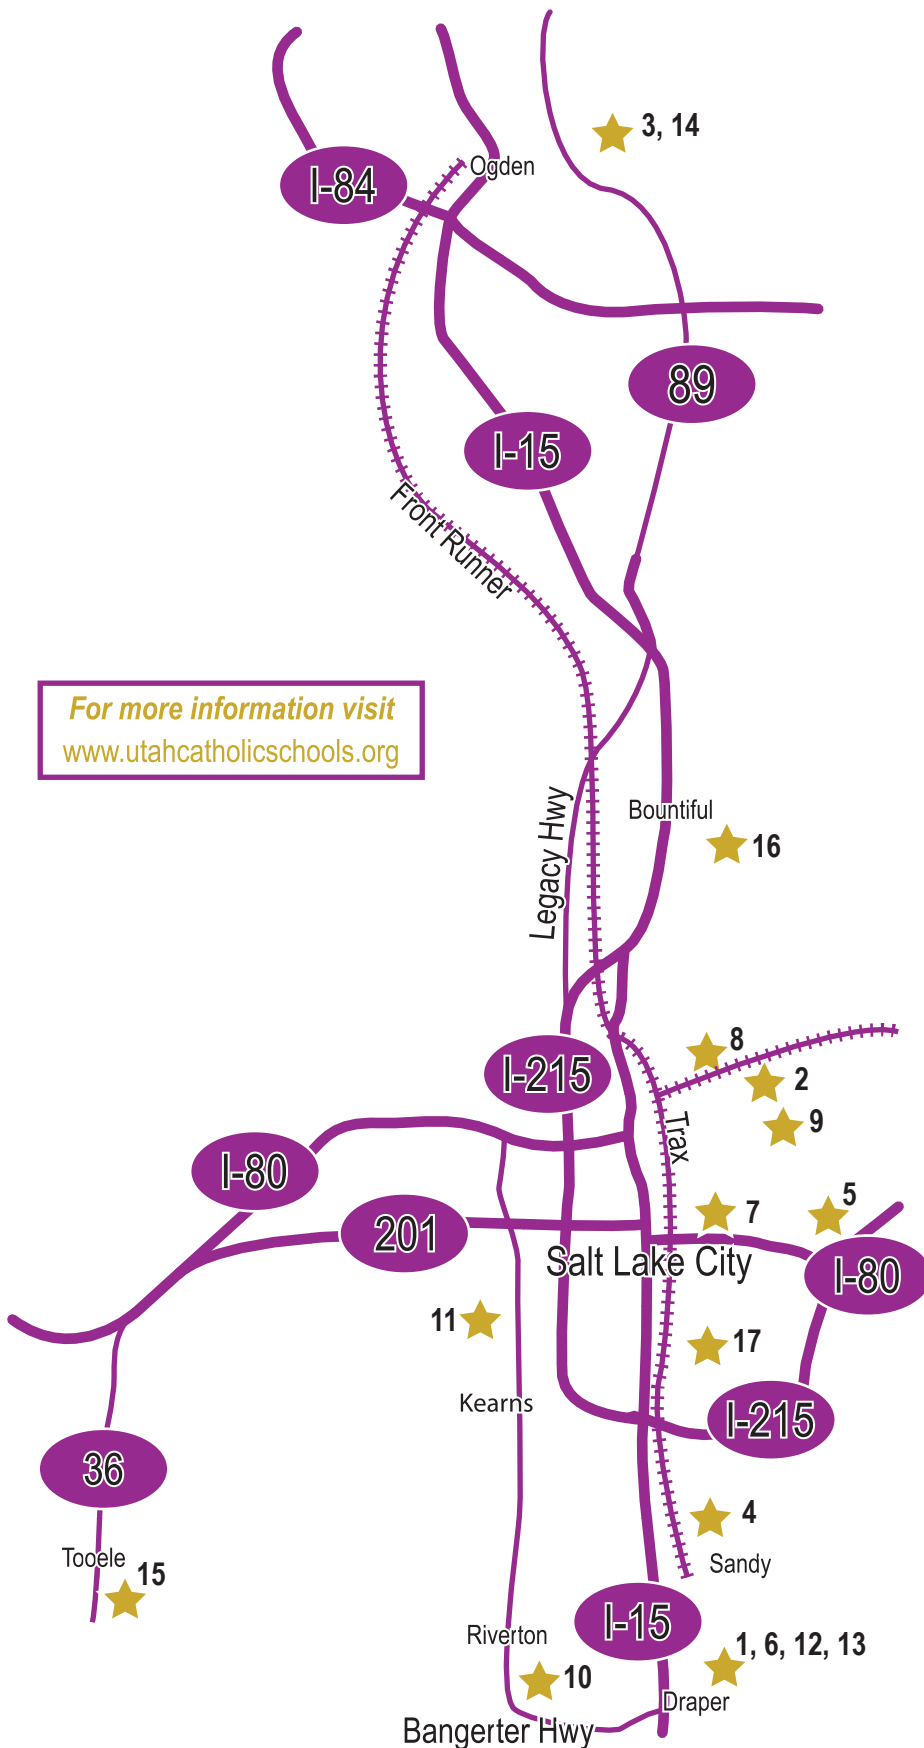 3, 14
Ogden
I-84
89
I-15
Front Runner
For more information visit
www.utahcatholicschools.org
Legacy Hwy
Bountiful
16
8
I-215
2
9
Trax
I-80
5
7
201
Salt Lake City
I-80
11
17
Kearns
I-215
36
4
Tooele
Sandy
15
I-15
Riverton
1, 6, 12, 13
10
Draper
Bangerter Hwy